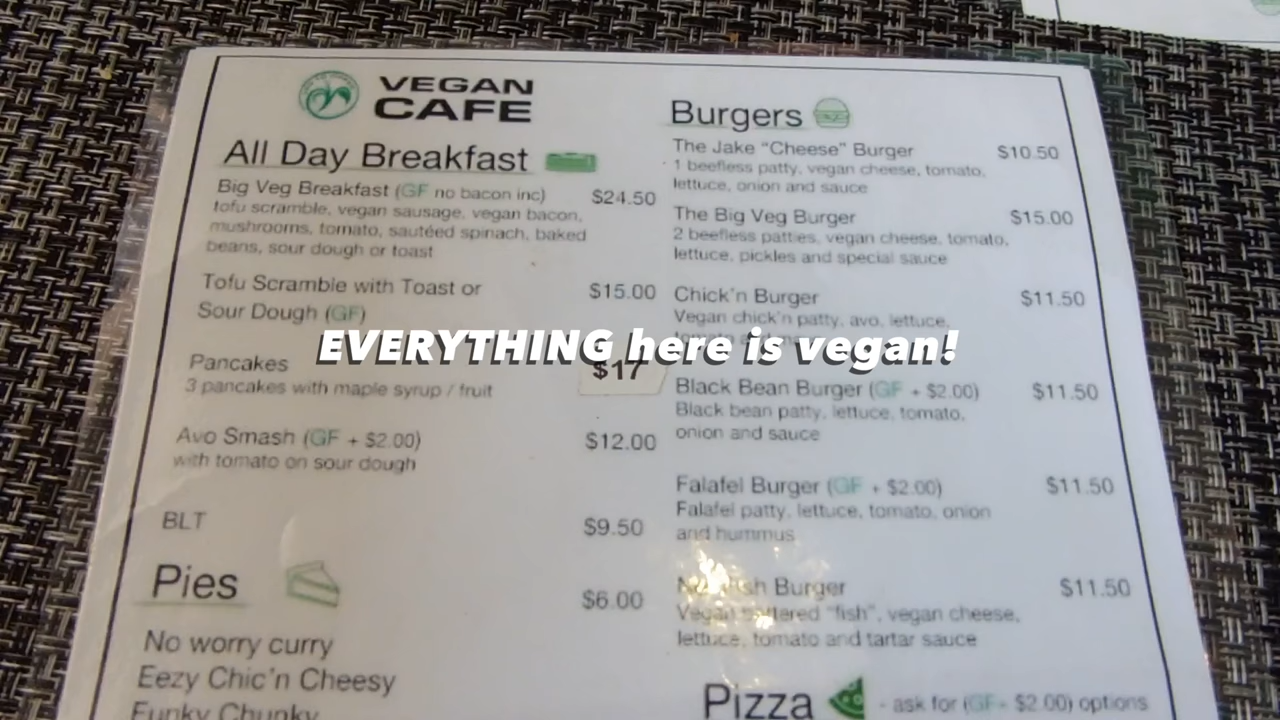 VEGAN
CAFE
All Day Breakfast
Big Veg Breakfast (GF no bacon inc) $24.50
tofu scramble, vegan sausage, vegan bacon,
mushrooms, tomato, sautéed spinach, baked
beans, sour dough or toast
Tofu Scramble with Toast or $15.00
Sour Dough (GF)
Pancakes $17
3 pancakes with maple syrup / fruit
Avo Smash (GF + $2.00) $12.00
with tomato on sour dough
BLT $9.50
Pies $6.00
No worry curry
Eezy Chic'n Cheesy
Funky Chunky
Burgers
The Jake "Cheese" Burger $10.50
1 beefless patty, vegan cheese, tomato,
lettuce, onion and sauce
The Big Veg Burger $15.00
2 beefless patties, vegan cheese, tomato,
lettuce, pickles and special sauce
Chick'n Burger $11.50
Vegan chick'n patty, avo, lettuce,
EVERYTHING here is vegan!
Black Bean Burger (GF + $2.00) $11.50
Black bean patty, lettuce, tomato,
onion and sauce
Falafel Burger (GF + $2.00) $11.50
Falafel patty, lettuce, tomato, onion
and hummus
Burger $11.50
Vegan "fish", vegan cheese,
lettuce, tomato and tartar sauce
Pizza - ask for (GF + $2.00) options